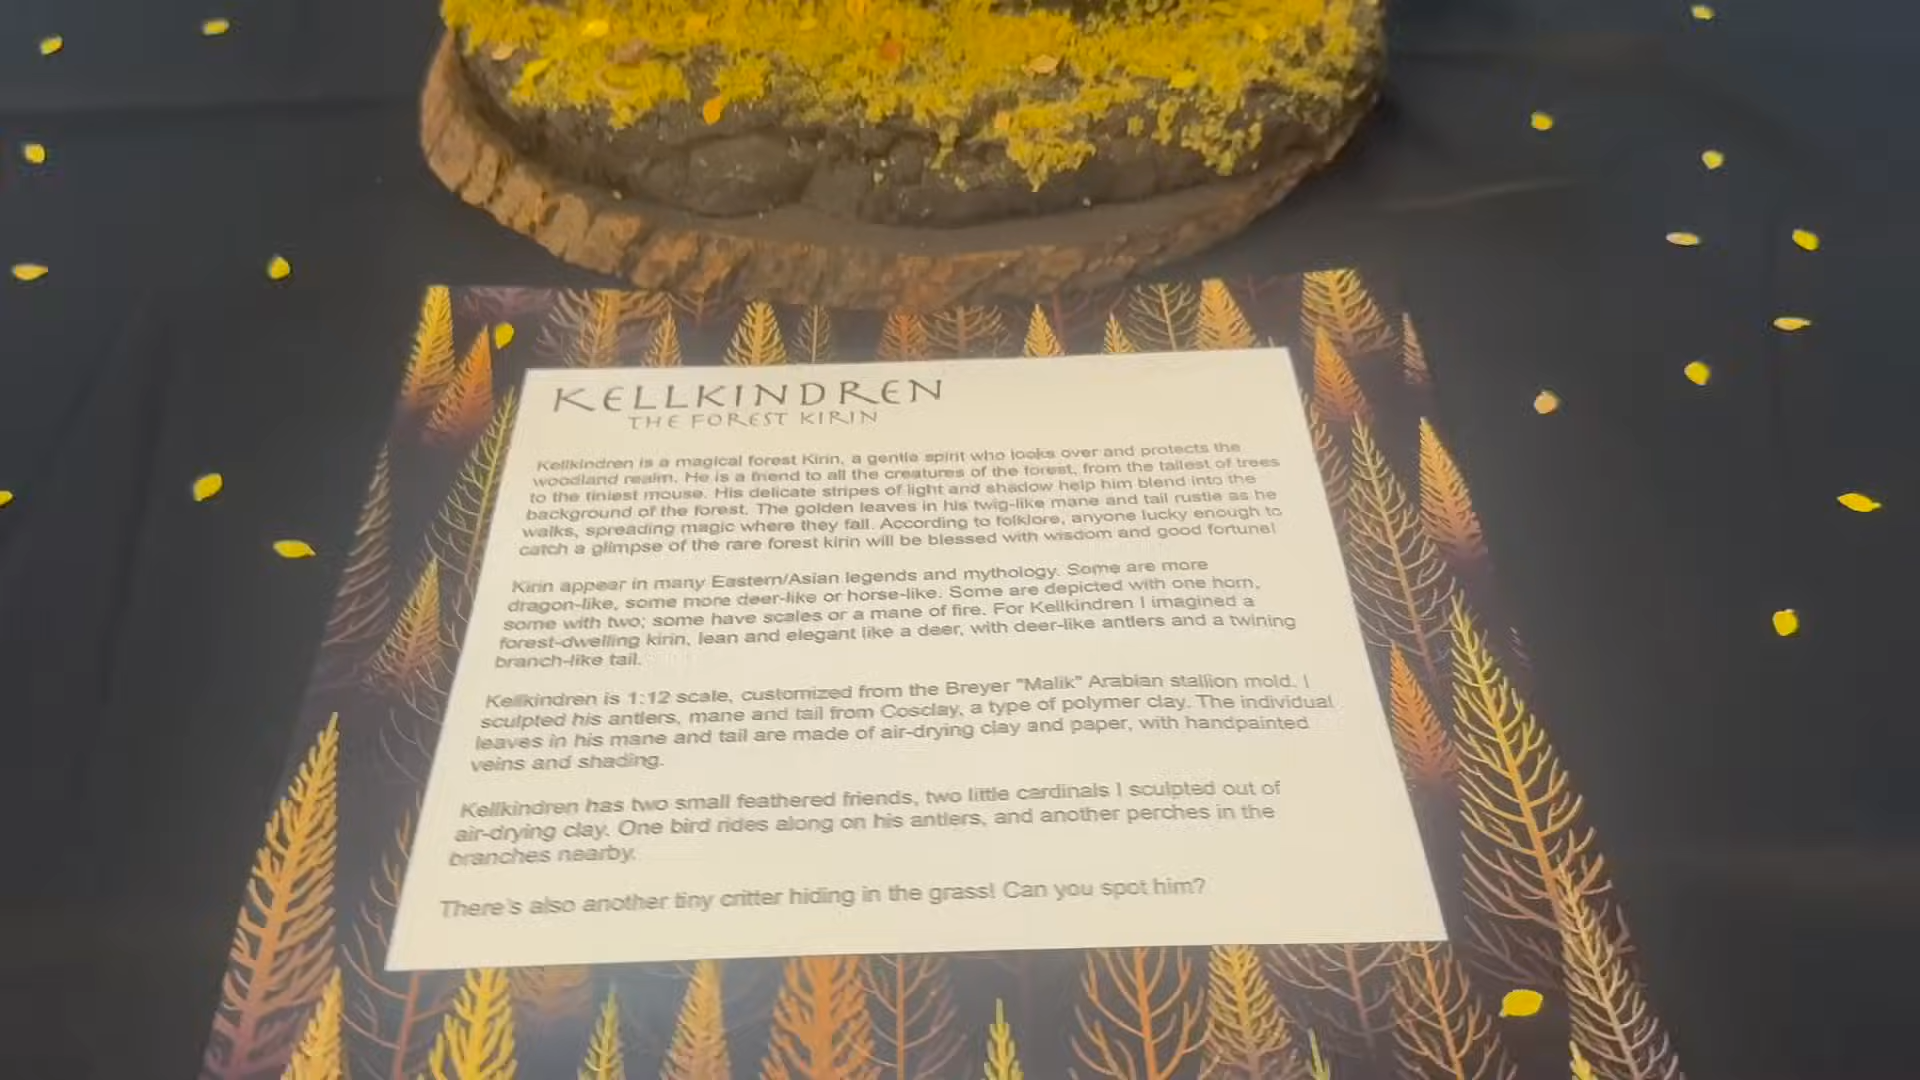 KELLKINDREN
THE FOREST KIRIN
Kellkindren is a magical forest Kirin, a gentle spirit who looks over and protects the
woodland realm. He is a friend to all the creatures of the forest, from the tallest of trees
to the tiniest mouse. His delicate stripes of light and shadow help him blend into the
background of the forest. The golden leaves in his twig-like mane and tail rustle as he
walks, spreading magic where they fall. According to folklore, anyone lucky enough to
catch a glimpse of the rare forest kirin will be blessed with wisdom and good fortune!
Kirin appear in many Eastern/Asian legends and mythology. Some are more
dragon-like, some more deer-like or horse-like. Some are depicted with one horn,
some with two; some have scales or a mane of fire. For Kellkindren I imagined a
forest-dwelling kirin, lean and elegant like a deer, with deer-like antlers and a twining
branch-like tail.
Kellkindren is 1:12 scale, customized from the Breyer "Malik" Arabian stallion mold. I
sculpted his antlers, mane and tail from Cosclay, a type of polymer clay. The individual
leaves in his mane and tail are made of air-drying clay and paper, with handpainted
veins and shading.
Kellkindren has two small feathered friends, two little cardinals I sculpted out of
air-drying clay. One bird rides along on his antlers, and another perches in the
branches nearby.
There's also another tiny critter hiding in the grass! Can you spot him?